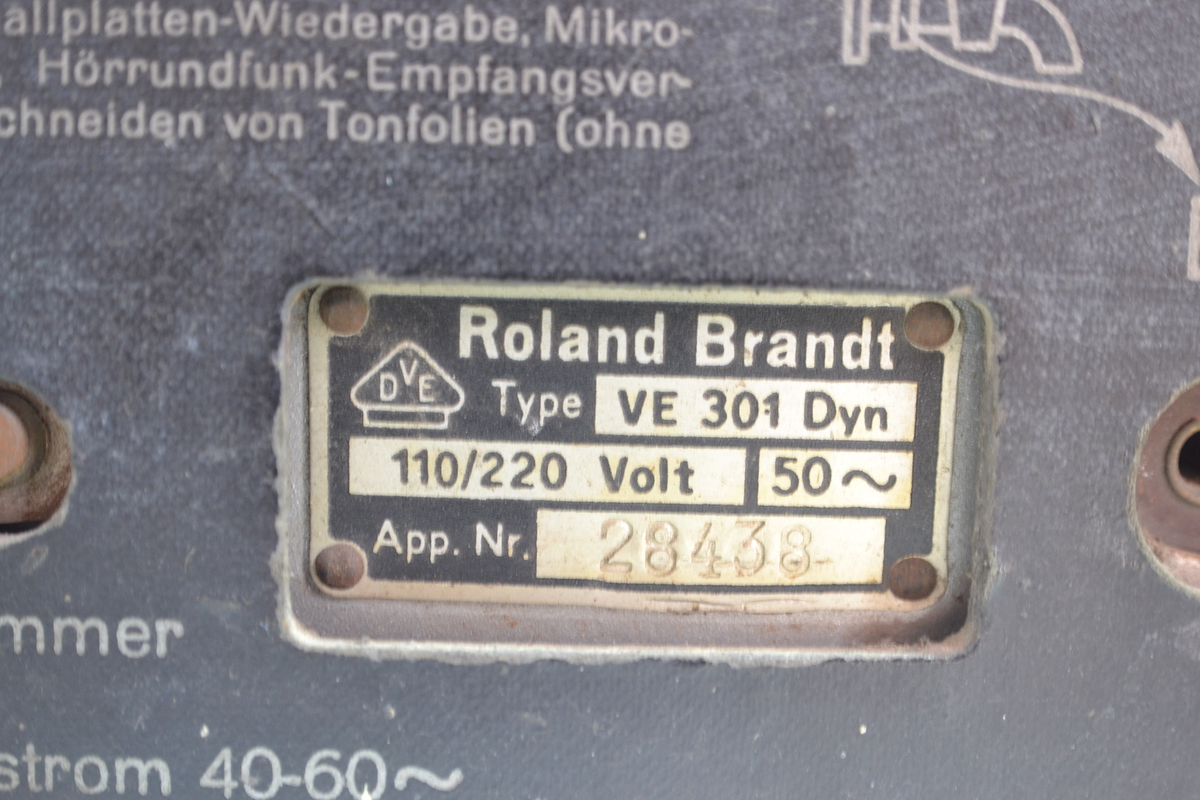 allplatten-Wiedergabe, Mikro-
Hörrundfunk-Empfangsver-
chneiden von Tonfolien (ohne
Roland Brandt
DVE
Type VE 301 Dyn
110/220 Volt 50~
App. Nr. 28438
mmer
strom 40-60~